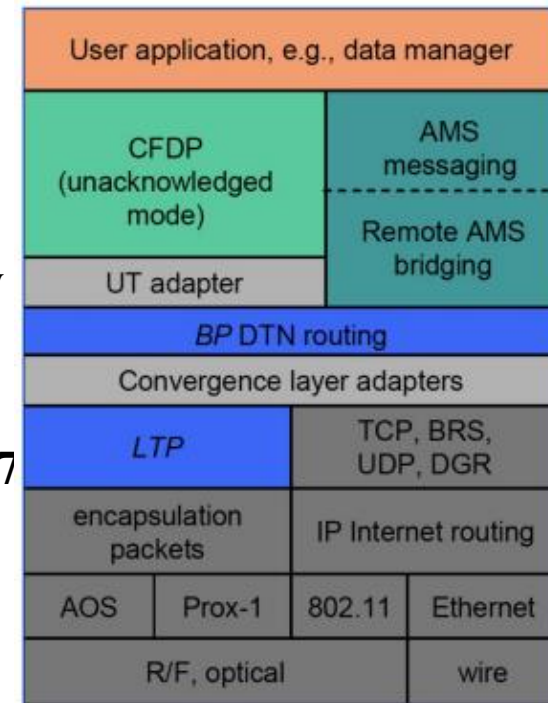 User application, e.g., data manager
CFDP
(unacknowledged
mode)
AMS
messaging
Remote AMS
bridging
UT adapter
BP DTN routing
Convergence layer adapters
LTP
TCP, BRS,
UDP, DGR
encapsulation
packets
IP Internet routing
AOS
Prox-1
802.11
Ethernet
R/F, optical
wire